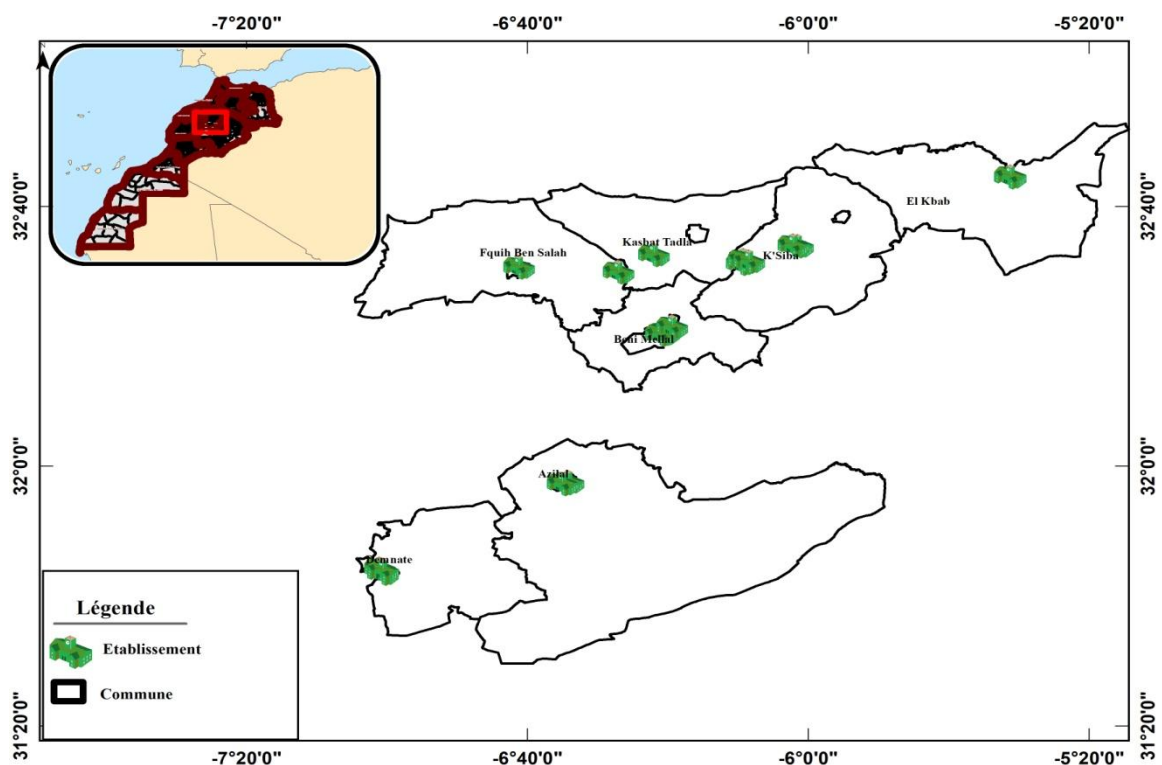 -7°20'0" -6°40'0" -6°0'0" -5°20'0"
32°40'0" 32°40'0"
El Kbab
Kasbat Tadla
Fquih Ben Salah
K'Siba
Beni Mellal
32°0'0" 32°0'0"
Azilal
Demnate
Légende
Etablissement
Commune
31°20'0" 31°20'0"
-7°20'0" -6°40'0" -6°0'0" -5°20'0"